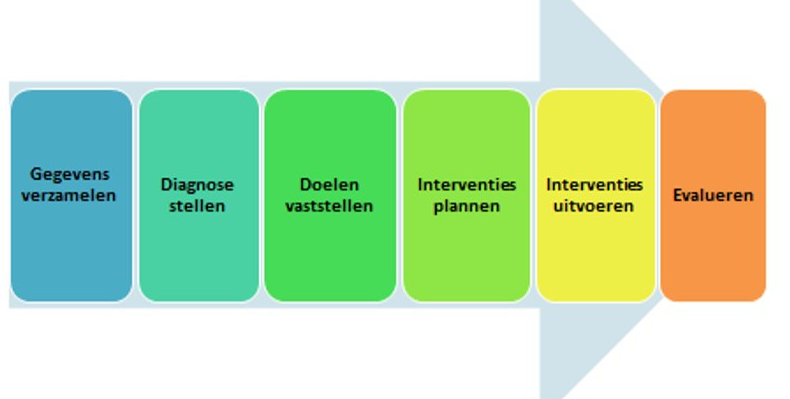 Gegevens
verzamelen
Diagnose
stellen
Doelen
vaststellen
Interventies
plannen
Interventies
uitvoeren
Evalueren